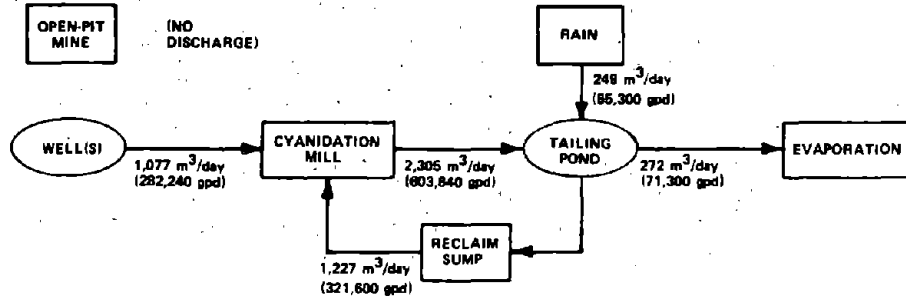 OPEN-PIT
MINE
(NO
DISCHARGE)
RAIN
249 m³/day
(65,300 gpd)
WELL(S)
1,077 m³/day
(282,240 gpd)
CYANIDATION
MILL
2,305 m³/day
(603,840 gpd)
TAILING
POND
272 m³/day
(71,300 gpd)
EVAPORATION
RECLAIM
SUMP
1,227 m³/day
(321,600 gpd)